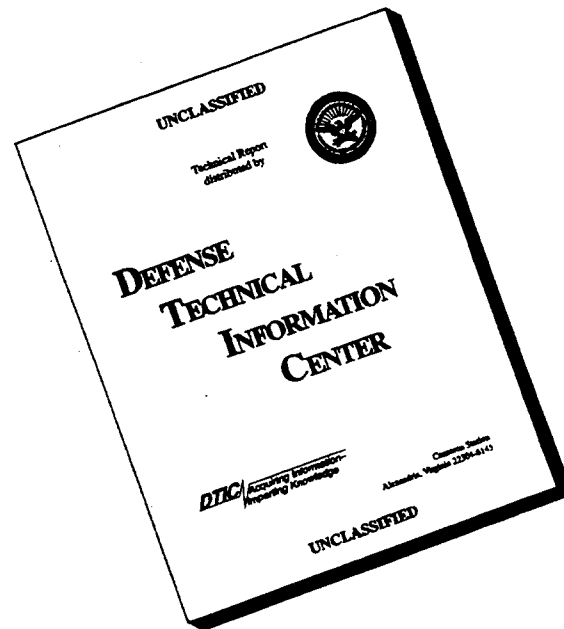 UNCLASSIFIED
Technical Report
distributed by
DEFENSE
TECHNICAL
INFORMATION
CENTER
DTIC
Acquiring Information-
Imparting Knowledge
Cameron Station
Alexandria, Virginia 22304-6145
UNCLASSIFIED